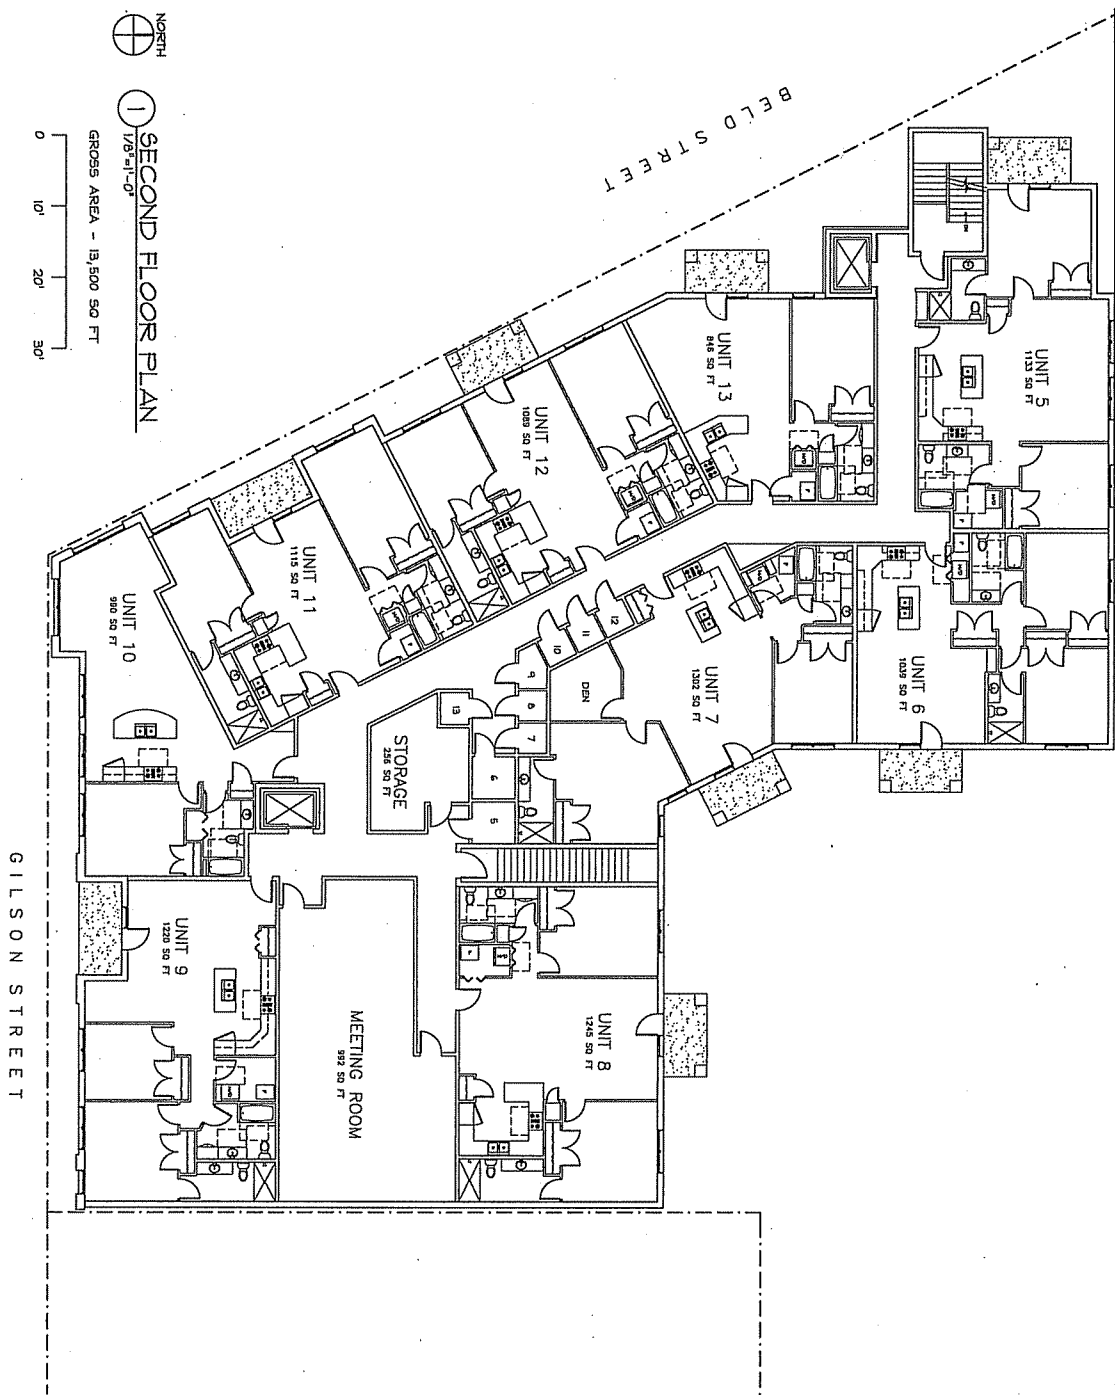 NORTH
1
SECOND FLOOR PLAN
1/8"=1'-0"
GROSS AREA - 13,500 SQ FT
0 10' 20' 30'
BELD STREET
GILSON STREET
UNIT 5
1133 SQ FT
UNIT 6
1039 SQ FT
UNIT 7
1302 SQ FT
DEN
UNIT 13
846 SQ FT
UNIT 12
1089 SQ FT
UNIT 11
1115 SQ FT
UNIT 10
990 SQ FT
12
11
10
9
8
7
6
5
13
STORAGE
256 SQ FT
UNIT 8
1245 SQ FT
MEETING ROOM
992 SQ FT
UNIT 9
1220 SQ FT